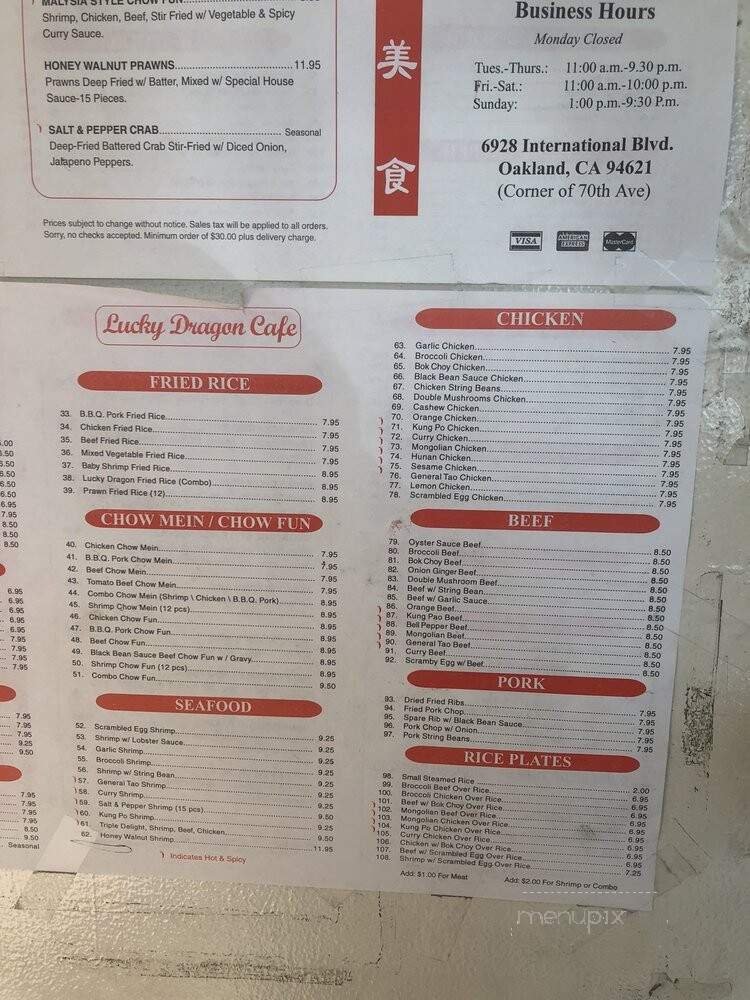 MALYSIA STYLE CHOW FUN
Shrimp, Chicken, Beef, Stir Fried w/ Vegetable & Spicy
Curry Sauce.
HONEY WALNUT PRAWNS 11.95
Prawns Deep Fried w/ Batter, Mixed w/ Special House
Sauce-15 Pieces.
SALT & PEPPER CRAB Seasonal
Deep-Fried Battered Crab Stir-Fried w/ Diced Onion,
Jalapeno Peppers.
Prices subject to change without notice. Sales tax will be applied to all orders.
Sorry, no checks accepted. Minimum order of $30.00 plus delivery charge.
美
食
Business Hours
Monday Closed
Tues.-Thurs.: 11:00 a.m.-9.30 p.m.
Fri.-Sat.: 11:00 a.m.-10:00 p.m.
Sunday: 1:00 p.m.-9:30 P.m.
6928 International Blvd.
Oakland, CA 94621
(Corner of 70th Ave)
VISA
AMERICAN
EXPRESS
MasterCard
Lucky Dragon Cafe
FRIED RICE
33. B.B.Q. Pork Fried Rice 7.95
34. Chicken Fried Rice 7.95
35. Beef Fried Rice 7.95
36. Mixed Vegetable Fried Rice 7.95
37. Baby Shrimp Fried Rice 8.95
38. Lucky Dragon Fried Rice (Combo) 8.95
39. Prawn Fried Rice (12) 8.95
CHOW MEIN / CHOW FUN
40. Chicken Chow Mein 7.95
41. B.B.Q. Pork Chow Mein 7.95
42. Beef Chow Mein 7.95
43. Tomato Beef Chow Mein 7.95
44. Combo Chow Mein (Shrimp \ Chicken \ B.B.Q. Pork) 8.95
45. Shrimp Chow Mein (12 pcs) 8.95
46. Chicken Chow Fun 8.95
47. B.B.Q. Pork Chow Fun 8.95
48. Beef Chow Fun 8.95
49. Black Bean Sauce Beef Chow Fun w / Gravy 8.95
50. Shrimp Chow Fun (12 pcs) 8.95
51. Combo Chow Fun 9.50
SEAFOOD
52. Scrambled Egg Shrimp 9.25
53. Shrimp w/ Lobster Sauce 9.25
54. Garlic Shrimp 9.25
55. Broccoli Shrimp 9.25
56. Shrimp w/ String Bean 9.25
57. General Tao Shrimp 9.25
58. Curry Shrimp 9.25
59. Salt & Pepper Shrimp (15 pcs) 9.50
60. Kung Po Shrimp 9.25
61. Triple Delight, Shrimp, Beef, Chicken 9.50
62. Honey Walnut Shrimp 11.95
Indicates Hot & Spicy
CHICKEN
63. Garlic Chicken 7.95
64. Broccoli Chicken 7.95
65. Bok Choy Chicken 7.95
66. Black Bean Sauce Chicken 7.95
67. Chicken String Beans 7.95
68. Double Mushrooms Chicken 7.95
69. Cashew Chicken 7.95
70. Orange Chicken 7.95
71. Kung Po Chicken 7.95
72. Curry Chicken 7.95
73. Mongolian Chicken 7.95
74. Hunan Chicken 7.95
75. Sesame Chicken 7.95
76. General Tao Chicken 7.95
77. Lemon Chicken 7.95
78. Scrambled Egg Chicken 7.95
BEEF
79. Oyster Sauce Beef 8.50
80. Broccoli Beef 8.50
81. Bok Choy Beef 8.50
82. Onion Ginger Beef 8.50
83. Double Mushroom Beef 8.50
84. Beef w/ String Bean 8.50
85. Beef w/ Garlic Sauce 8.50
86. Orange Beef 8.50
87. Kung Pao Beef 8.50
88. Bell Pepper Beef 8.50
89. Mongolian Beef 8.50
90. General Tao Beef 8.50
91. Curry Beef 8.50
92. Scramby Egg w/ Beef 8.50
PORK
93. Dried Fried Ribs 7.95
94. Fried Pork Chop 7.95
95. Spare Rib w/ Black Bean Sauce 7.95
96. Pork Chop w/ Onion 7.95
97. Pork String Beans 7.95
RICE PLATES
98. Small Steamed Rice 2.00
99. Broccoli Beef Over Rice 6.95
100. Broccoli Chicken Over Rice 6.95
101. Beef w/ Bok Choy Over Rice 6.95
102. Mongolian Beef Over Rice 6.95
103. Mongolian Chicken Over Rice 6.95
104. Kung Po Chicken Over Rice 6.95
105. Curry Chicken Over Rice 6.95
106. Chicken w/ Bok Choy Over Rice 6.95
107. Beef w/ Scrambled Egg Over Rice 6.95
108. Shrimp w/ Scrambled Egg Over Rice 7.25
Add: $1.00 For Meat Add: $2.00 For Shrimp or Combo
menupix